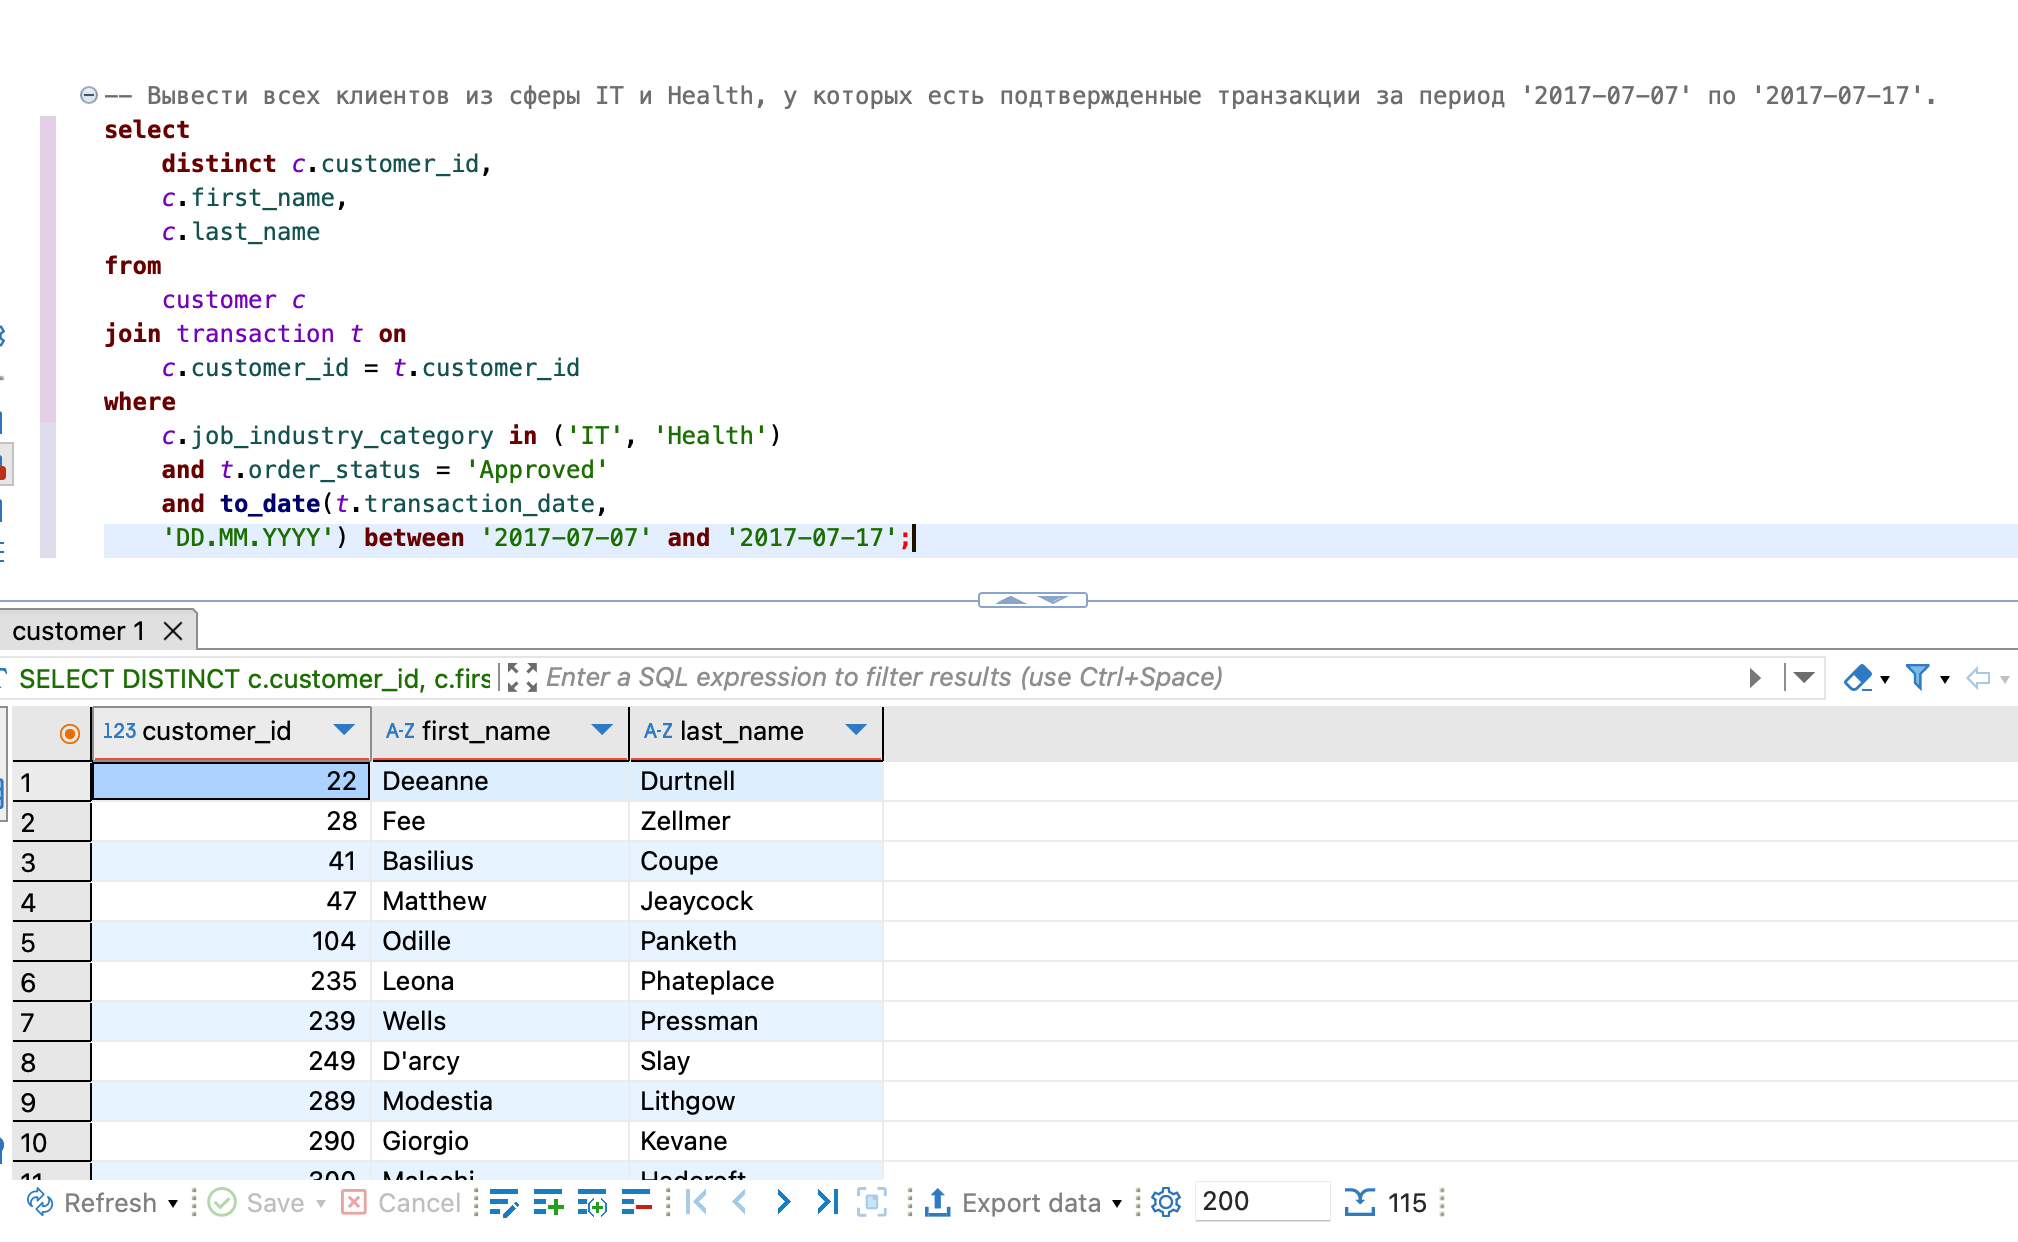 -- Вывести всех клиентов из сферы IT и Health, у которых есть подтвержденные транзакции за период '2017-07-07' по '2017-07-17'.
select
distinct c.customer_id,
c.first_name,
c.last_name
from
customer c
join transaction t on
c.customer_id = t.customer_id
where
c.job_industry_category in ('IT', 'Health')
and t.order_status = 'Approved'
and to_date(t.transaction_date,
'DD.MM.YYYY') between '2017-07-07' and '2017-07-17';
customer 1
SELECT DISTINCT c.customer_id, c.firs Enter a SQL expression to filter results (use Ctrl+Space)
123 customer_id A-Z first_name A-Z last_name
1 22 Deeanne Durtnell
2 28 Fee Zellmer
3 41 Basilius Coupe
4 47 Matthew Jeaycock
5 104 Odille Panketh
6 235 Leona Phateplace
7 239 Wells Pressman
8 249 D'arcy Slay
9 289 Modestia Lithgow
10 290 Giorgio Kevane
11 300 Malachi
Refresh Save Cancel Export data 200 115